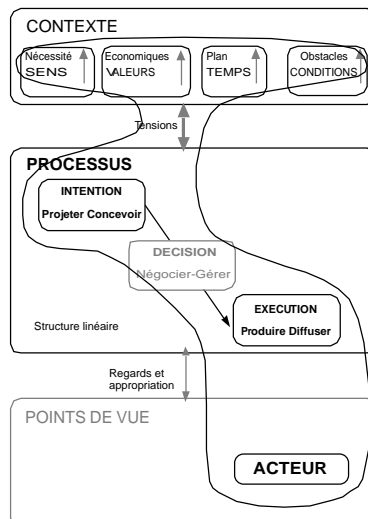 CONTEXTE
Nécessité
SENS
Economiques
VALEURS
Plan
TEMPS
Obstacles
CONDITIONS
Tensions
PROCESSUS
INTENTION
Projeter Concevoir
DECISION
Négocier-Gérer
EXECUTION
Produire Diffuser
Structure linéaire
Regards et
appropriation
POINTS DE VUE
ACTEUR